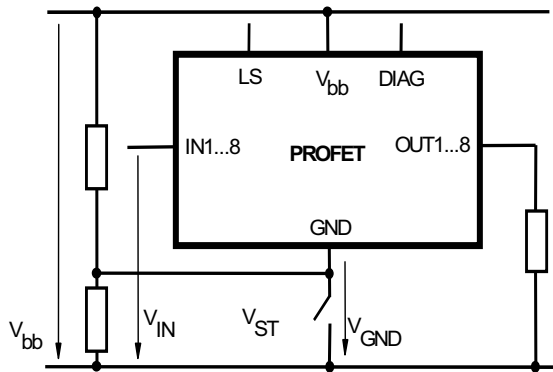 LS
Vbb
DIAG
IN1...8
PROFET
OUT1...8
GND
Vbb
VIN
VST
VGND